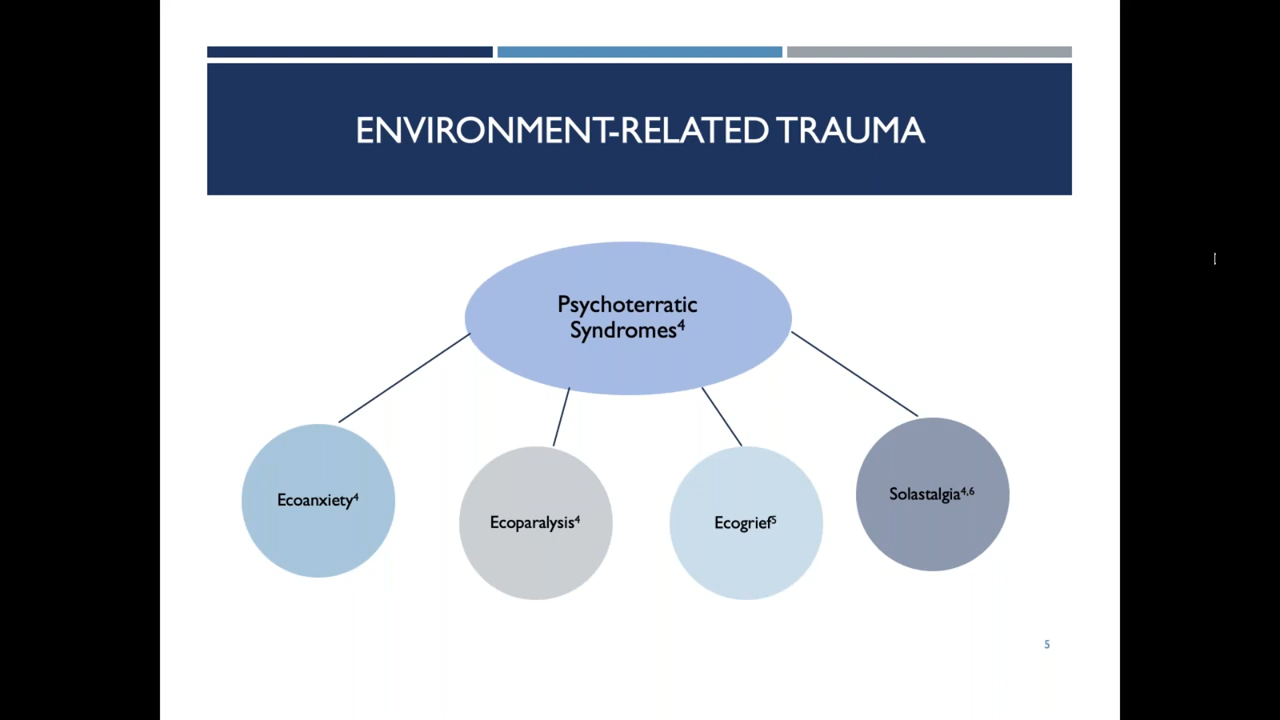 ENVIRONMENT-RELATED TRAUMA
Psychoterratic
Syndromes⁴
Ecoanxiety⁴
Ecoparalysis⁴
Ecogrief⁵
Solastalgia⁴,⁶
5